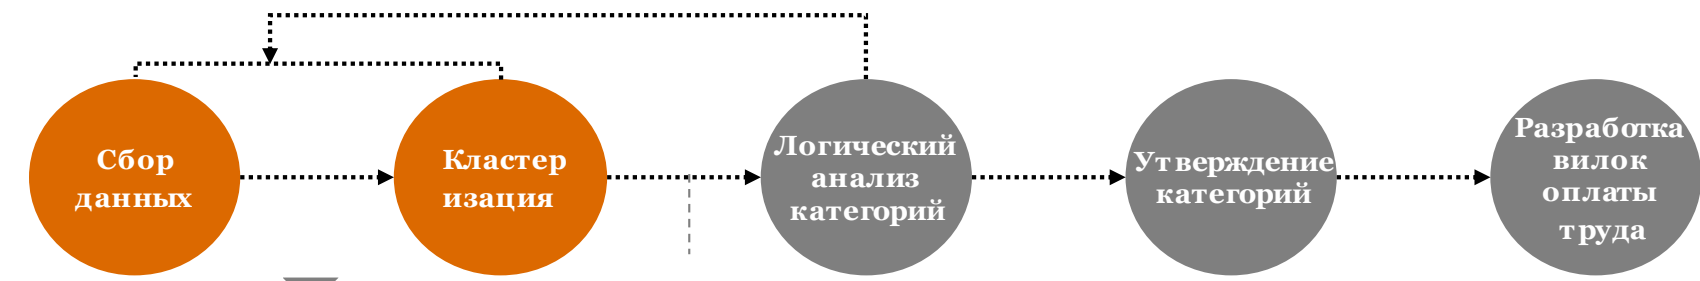 Сбор
данных
Кластер
изация
Логический
анализ
категорий
Утверждение
категорий
Разработка
вилок
оплаты
труда